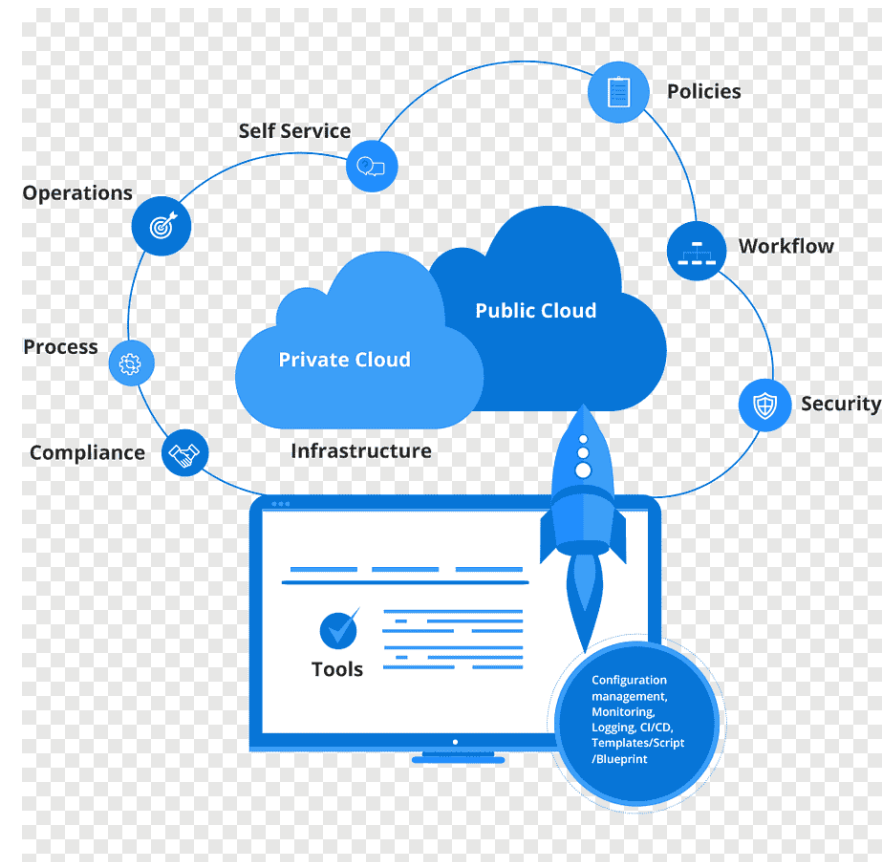 Policies
Self Service
Operations
Workflow
Public Cloud
Process
Private Cloud
Security
Compliance
Infrastructure
Tools
Configuration
management,
Monitoring,
Logging, CI/CD,
Templates/Script
/Blueprint